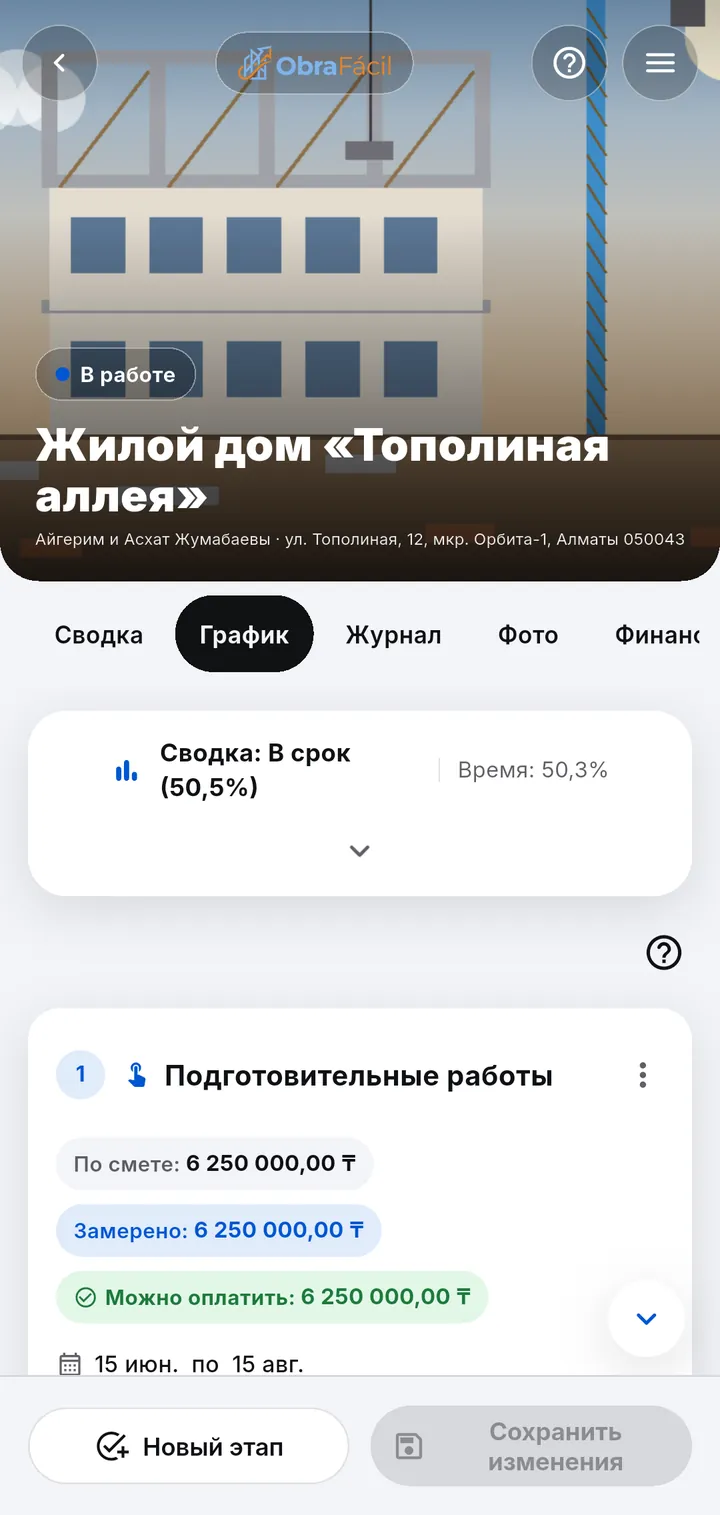 ObraFácil
В работе
Жилой дом «Тополиная
аллея»
Айгерим и Асхат Жумабаевы · ул. Тополиная, 12, мкр. Орбита-1, Алматы 050043
Сводка График Журнал Фото Финанс
Сводка: В срок
(50,5%)
Время: 50,3%
1 Подготовительные работы
По смете: 6 250 000,00 ₸
Замерено: 6 250 000,00 ₸
Можно оплатить: 6 250 000,00 ₸
15 июн. по 15 авг.
Новый этап
Сохранить
изменения